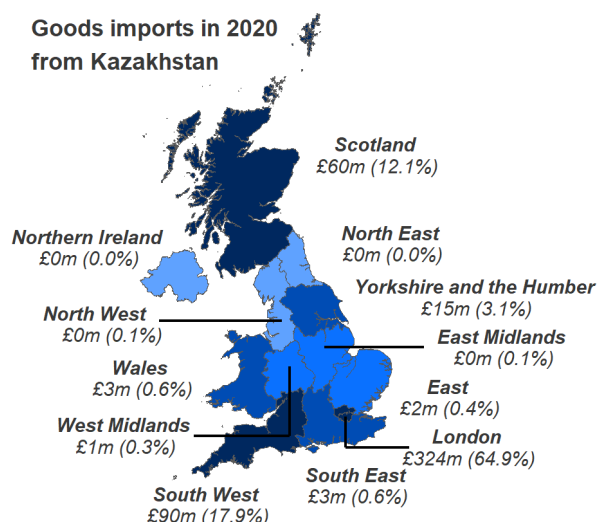 Goods imports in 2020
from Kazakhstan
Scotland
£60m (12.1%)
Northern Ireland
£0m (0.0%)
North East
£0m (0.0%)
Yorkshire and the Humber
£15m (3.1%)
North West
£0m (0.1%)
East Midlands
£0m (0.1%)
Wales
£3m (0.6%)
East
£2m (0.4%)
West Midlands
£1m (0.3%)
London
£324m (64.9%)
South East
£3m (0.6%)
South West
£90m (17.9%)